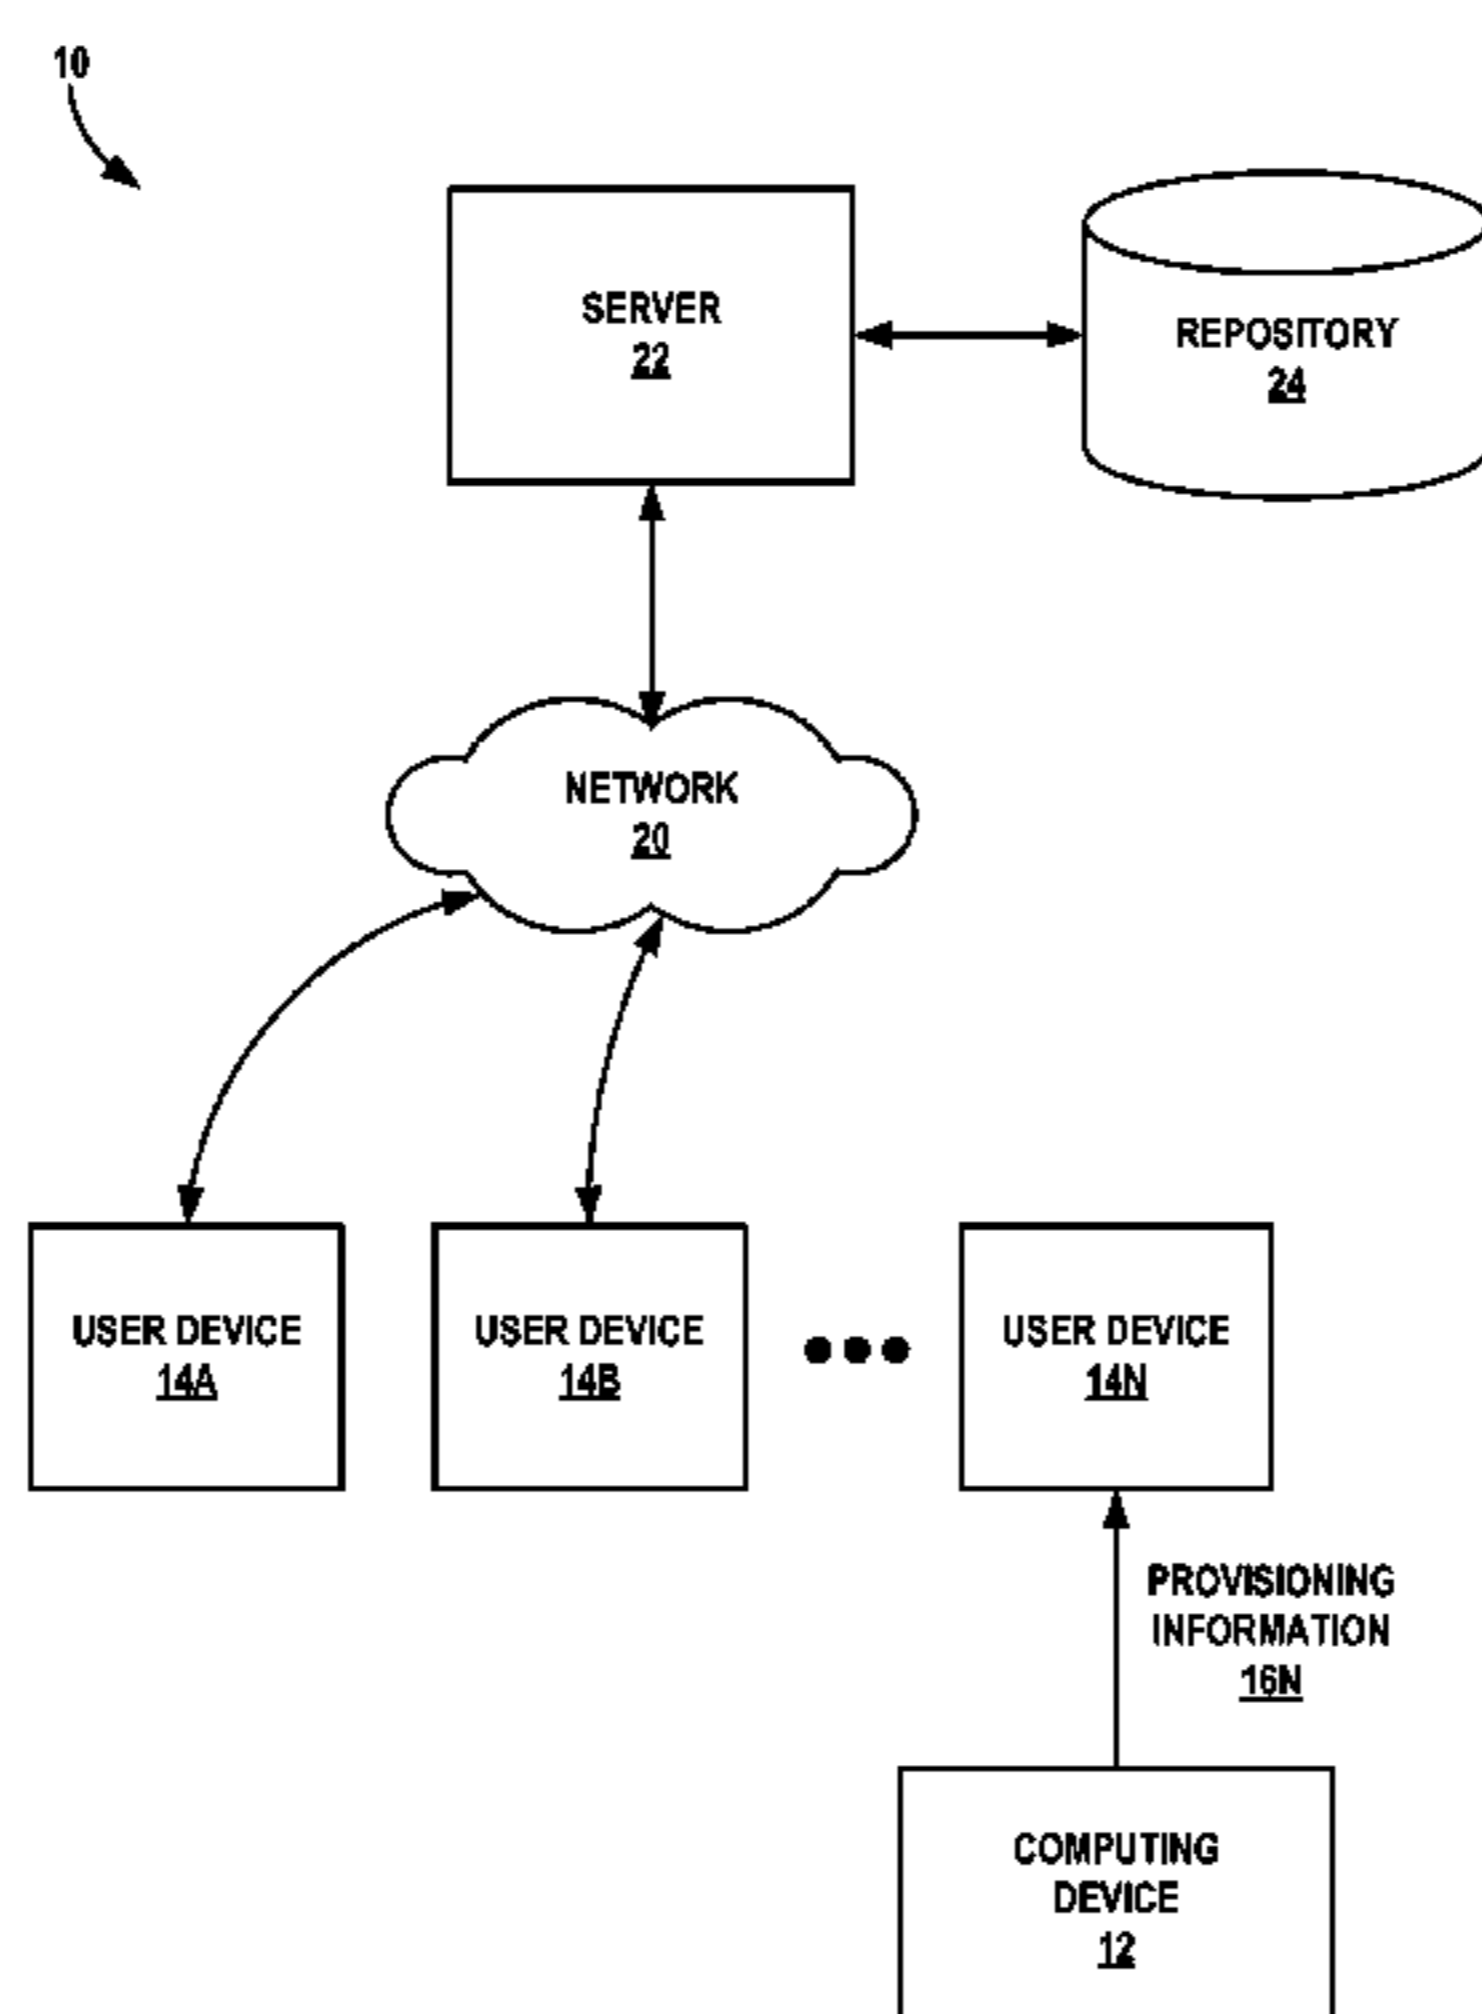 10
SERVER
22
REPOSITORY
24
NETWORK
20
USER DEVICE
14A
USER DEVICE
14B
USER DEVICE
14N
PROVISIONING
INFORMATION
16N
COMPUTING
DEVICE
12